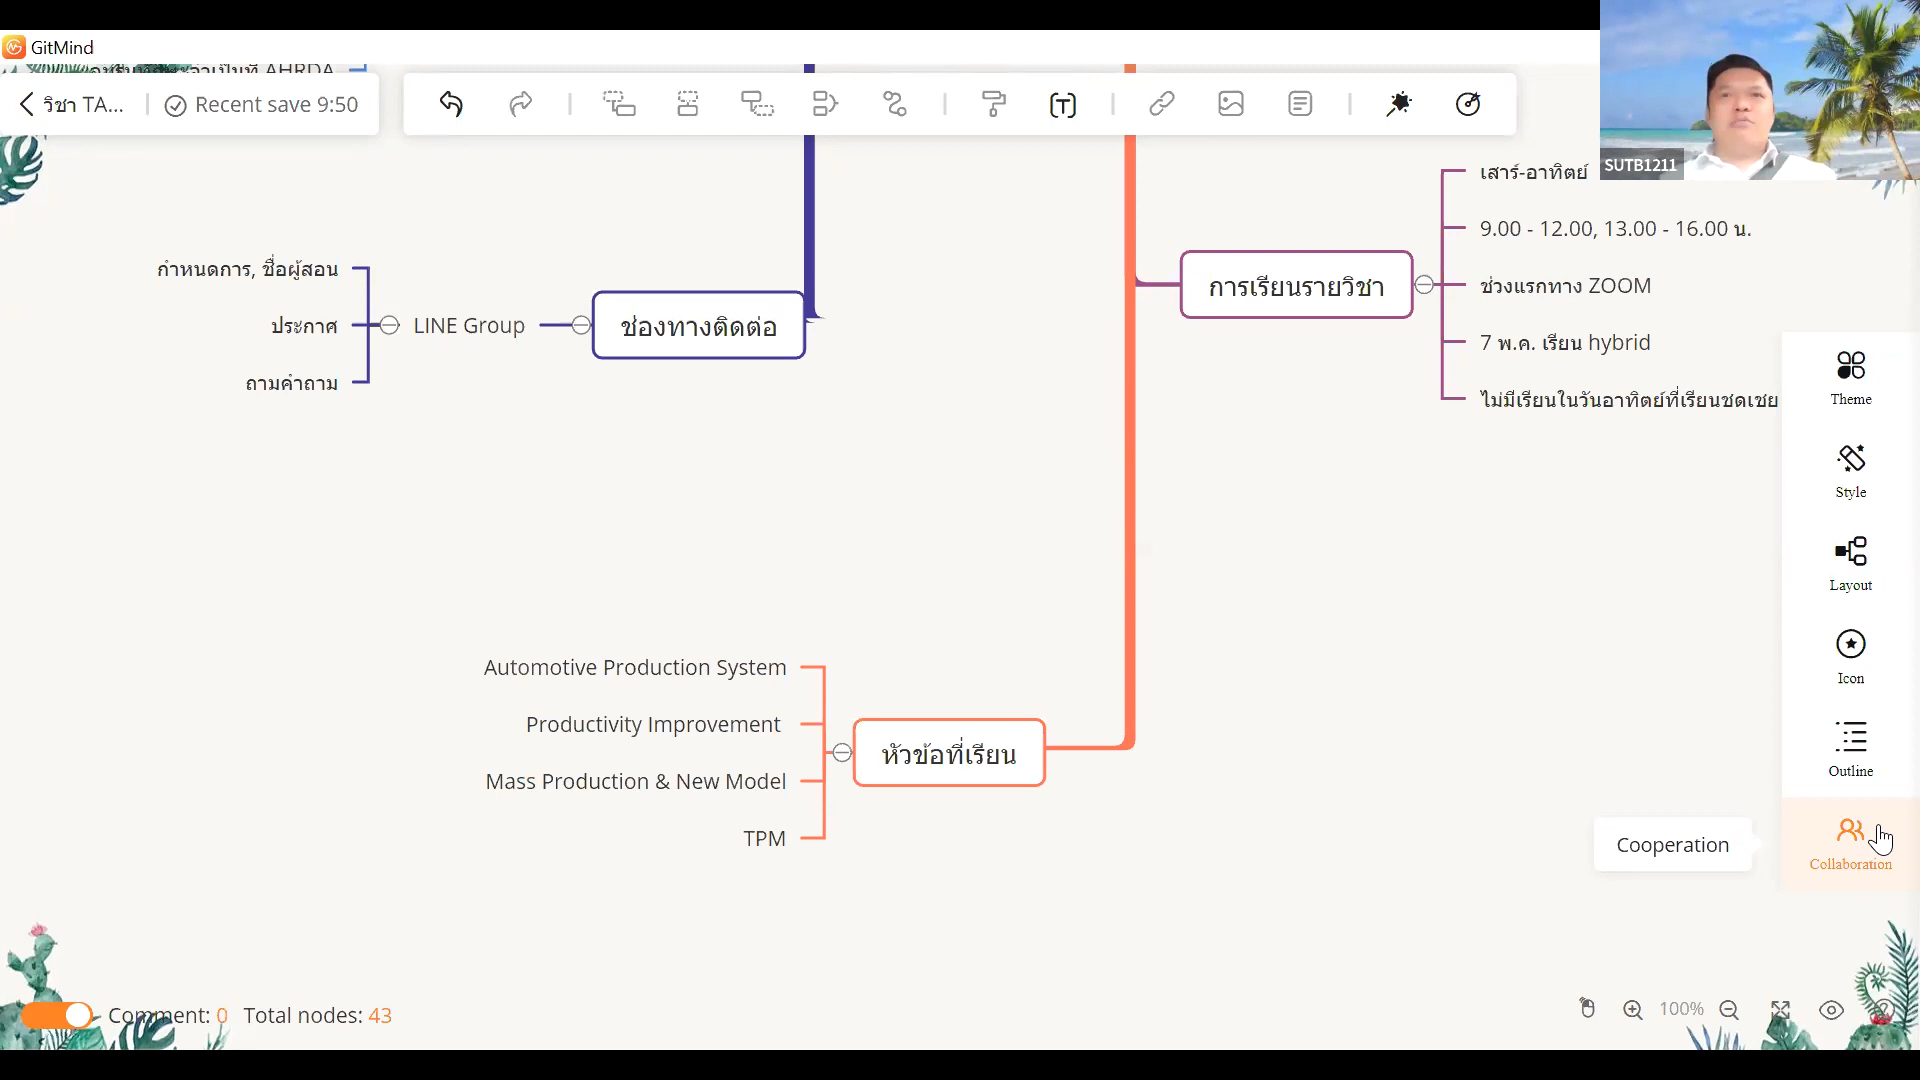 GitMind
AHRDA
วิชา TA...
Recent save 9:50
SUTB1211
เสาร์-อาทิตย์
9.00 - 12.00, 13.00 - 16.00 น.
การเรียนรายวิชา
ช่วงแรกทาง ZOOM
7 พ.ค. เรียน hybrid
ไม่มีเรียนในวันอาทิตย์ที่เรียนชดเชย
กำหนดการ, ชื่อผู้สอน
ประกาศ
LINE Group
ช่องทางติดต่อ
ถามคำถาม
Automotive Production System
Productivity Improvement
Mass Production & New Model
TPM
หัวข้อที่เรียน
Theme
Style
Layout
Icon
Outline
Cooperation
Collaboration
Comment: 0 Total nodes: 43
100%